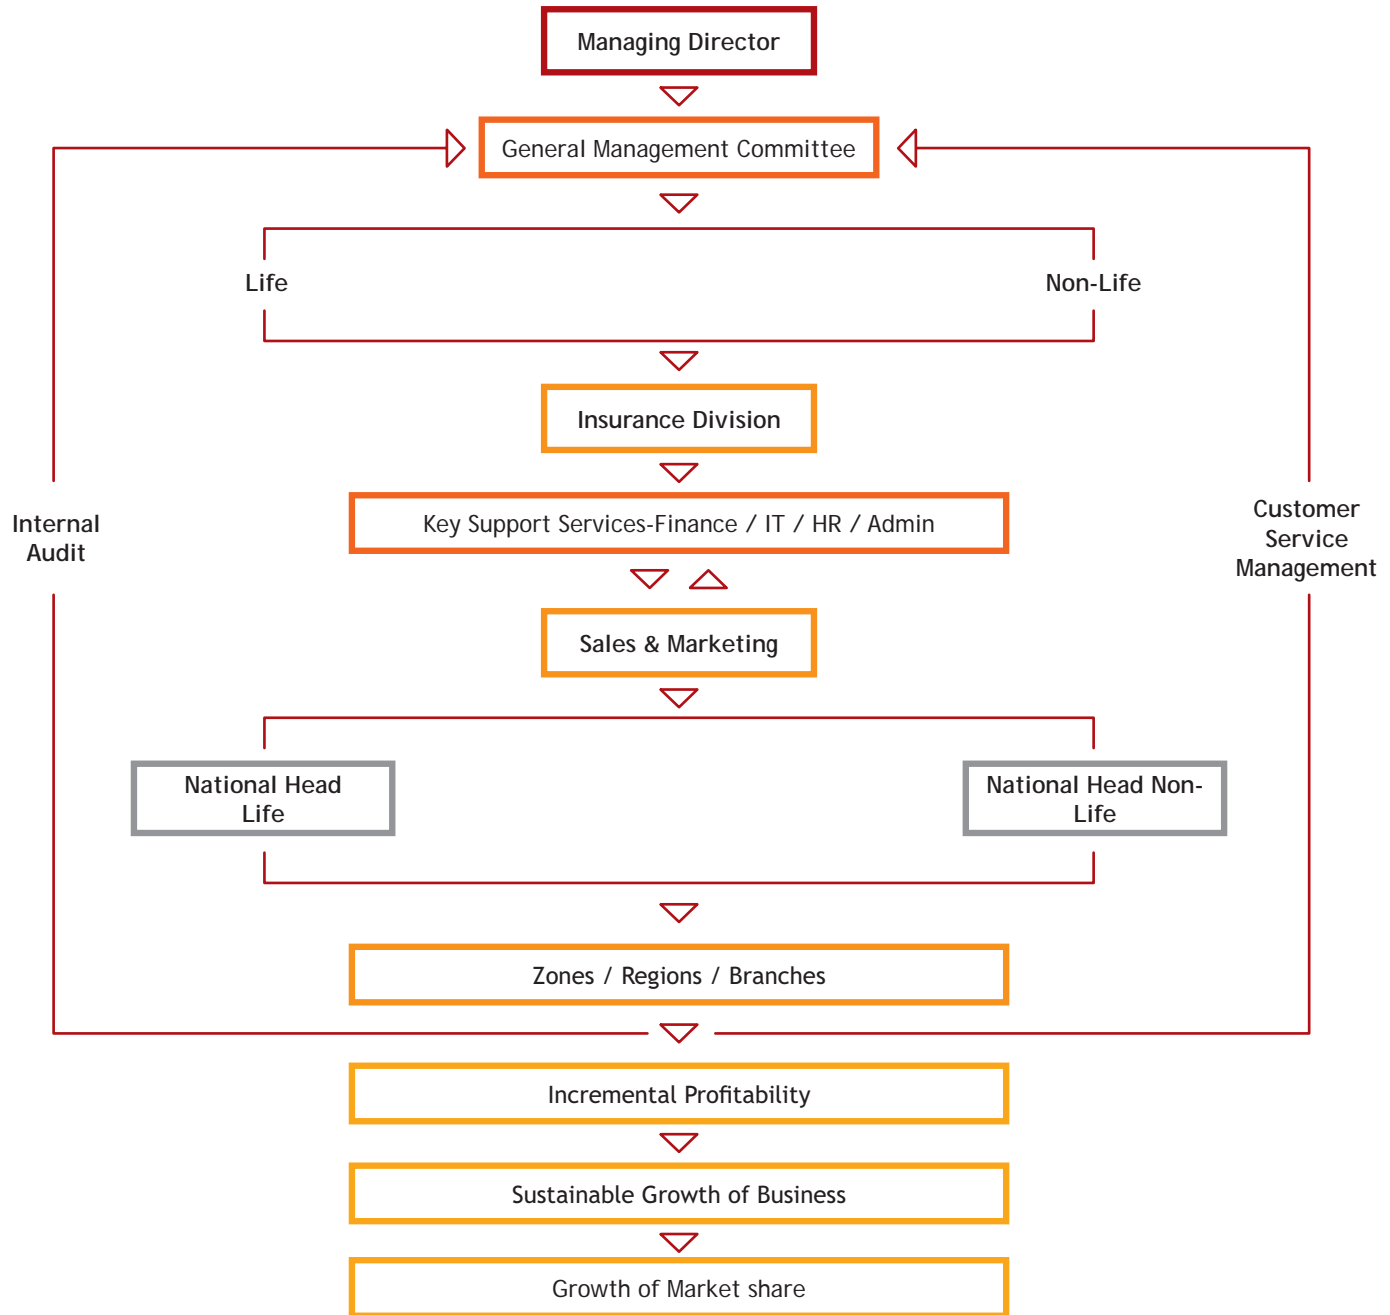 Managing Director
General Management Committee
Life
Non-Life
Insurance Division
Key Support Services-Finance / IT / HR / Admin
Internal
Audit
Customer
Service
Management
Sales & Marketing
National Head
Life
National Head Non-
Life
Zones / Regions / Branches
Incremental Profitability
Sustainable Growth of Business
Growth of Market share